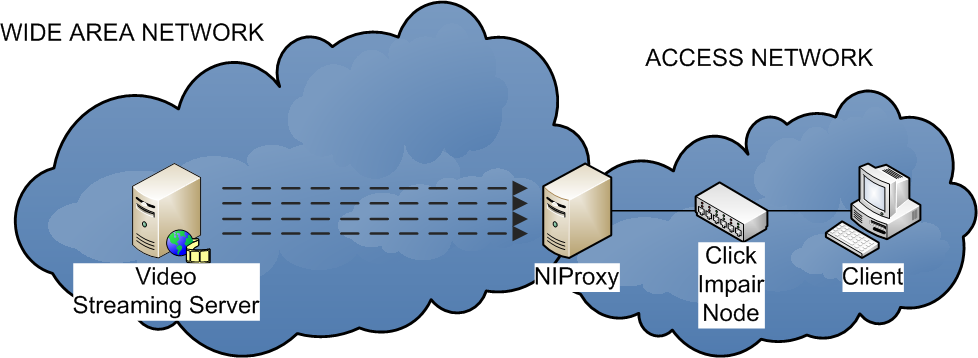 WIDE AREA NETWORK
ACCESS NETWORK
Video
Streaming Server
NIProxy
Click
Impair
Node
Client